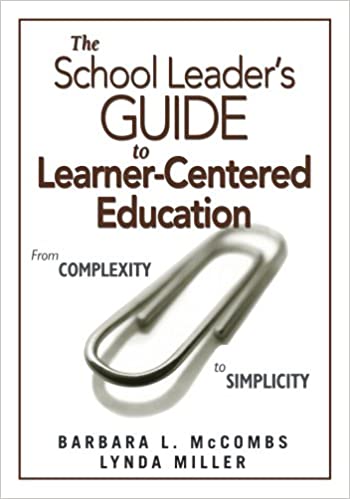 The
School Leader's
GUIDE
to
Learner-Centered
Education
From
COMPLEXITY
to
SIMPLICITY
BARBARA L. McCOMBS
LYNDA MILLER